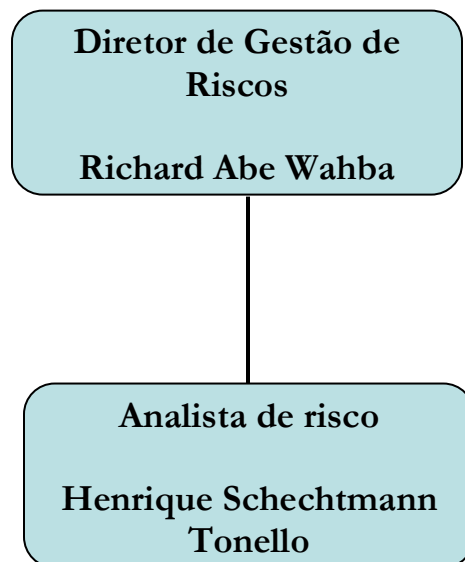 Diretor de Gestão de
Riscos
Richard Abe Wahba
Analista de risco
Henrique Schechtmann
Tonello